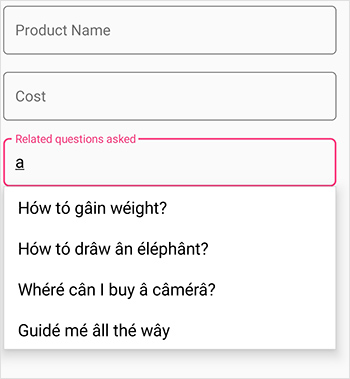 Product Name
Cost
Related questions asked
a
Hów tó gâin wéight?
Hów tó drâw ân éléphânt?
Whéré cân I buy â câmérâ?
Guidé mé âll thé wây